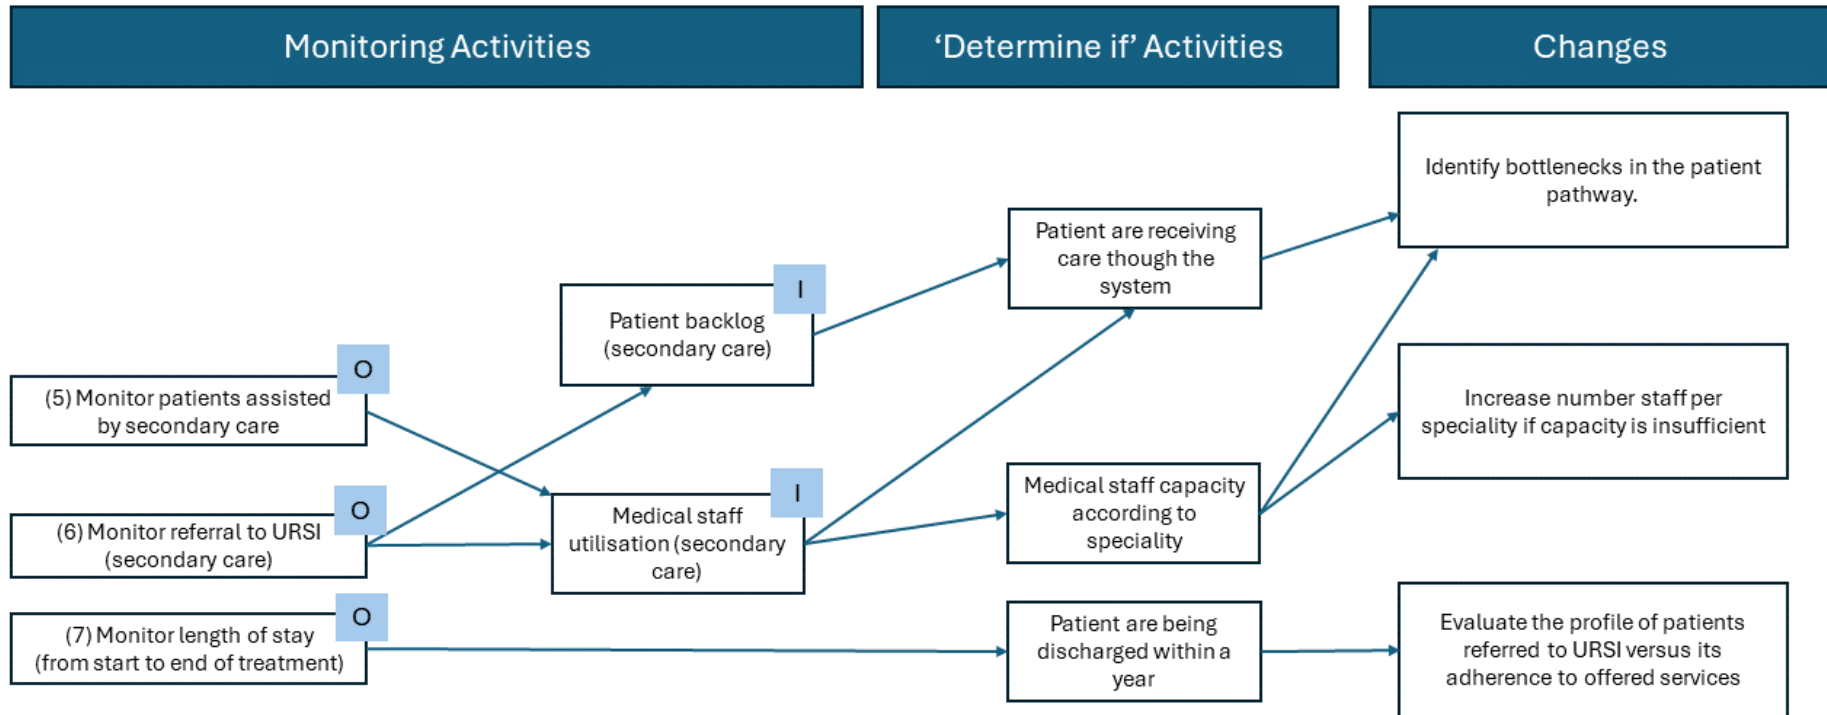 Monitoring Activities
‘Determine if’ Activities
Changes
Identify bottlenecks in the patient
pathway.
Patient are receiving
care though the
system
I
Patient backlog
(secondary care)
O
(5) Monitor patients assisted
by secondary care
Increase number staff per
speciality if capacity is insufficient
O
(6) Monitor referral to URSI
(secondary care)
I
Medical staff
utilisation (secondary
care)
Medical staff capacity
according to
speciality
O
(7) Monitor length of stay
(from start to end of treatment)
Patient are being
discharged within a
year
Evaluate the profile of patients
referred to URSI versus its
adherence to offered services